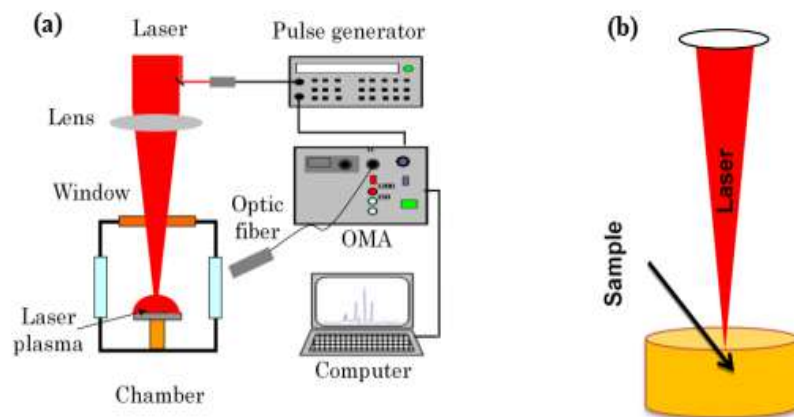 (a)
Laser
Pulse generator
Lens
Window
Optic
fiber
OMA
Laser
plasma
Computer
Chamber
(b)
Laser
Sample